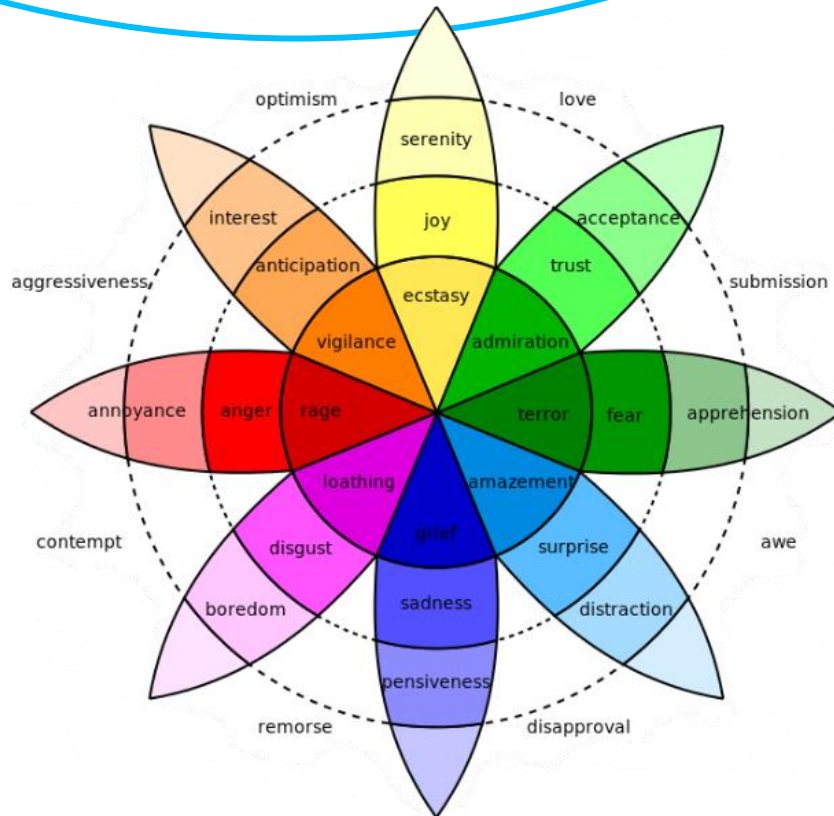 optimism
love
serenity
interest
acceptance
joy
anticipation
trust
aggressiveness
submission
ecstasy
vigilance
admiration
annoyance
anger
rage
terror
fear
apprehension
loathing
amazement
grief
contempt
disgust
surprise
awe
boredom
sadness
distraction
pensiveness
remorse
disapproval